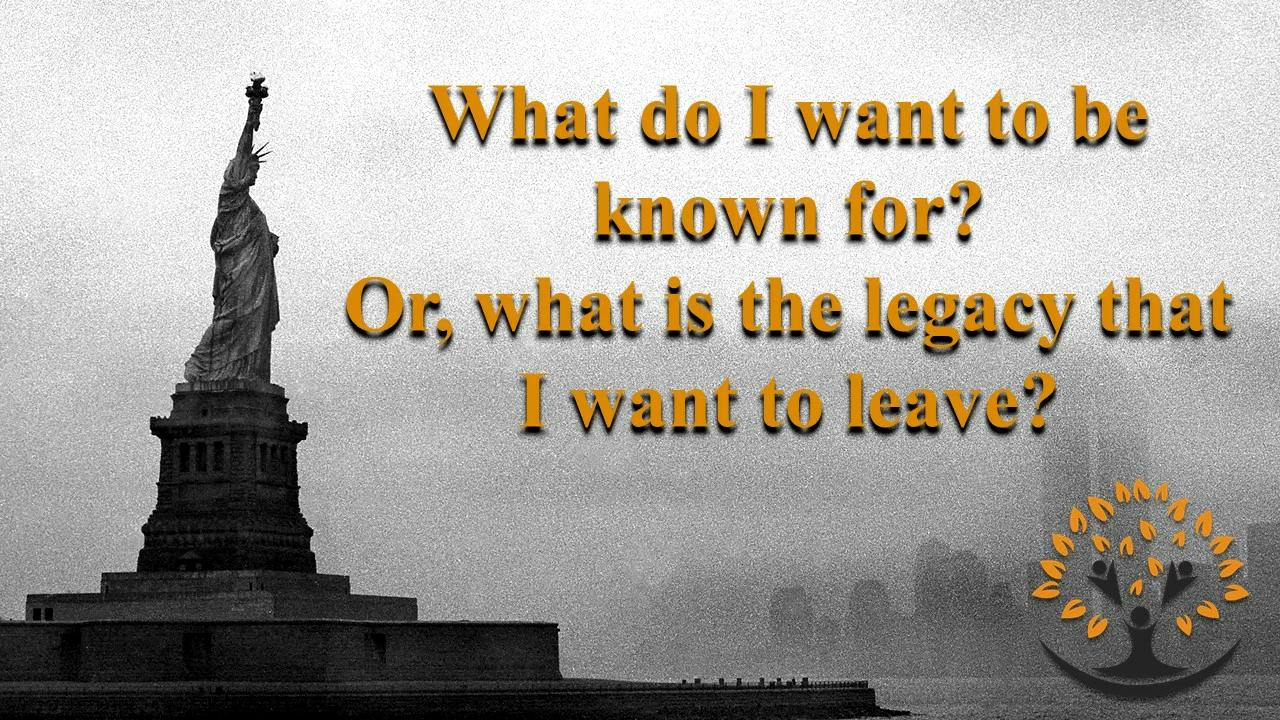 What do I want to be
known for?
Or, what is the legacy that
I want to leave?